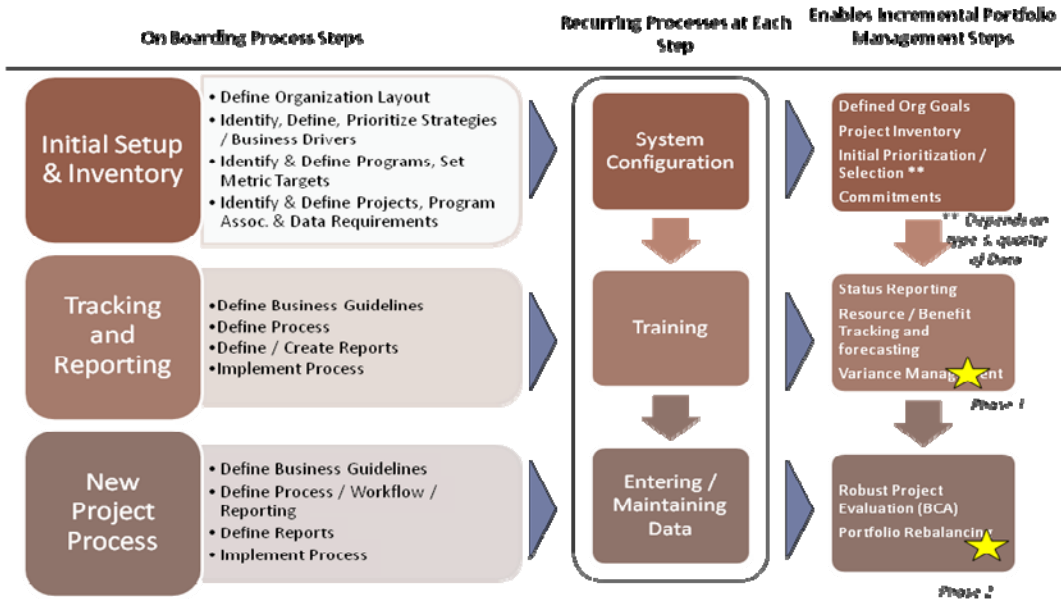 On Boarding Process Steps
Recurring Processes at Each
Step
Enables Incremental Portfolio
Management Steps
Initial Setup
& Inventory
• Define Organization Layout
• Identify, Define, Prioritize Strategies
/ Business Drivers
• Identify & Define Programs, Set
Metric Targets
• Identify & Define Projects, Program
Assoc. & Data Requirements
System
Configuration
Defined Org Goals
Project Inventory
Initial Prioritization /
Selection **
Commitments
** Depends on
type & quality
of Data
Tracking
and
Reporting
•Define Business Guidelines
•Define Process
•Define / Create Reports
•Implement Process
Training
Status Reporting
Resource / Benefit
Tracking and
forecasting
Variance Management
Phase 1
New
Project
Process
• Define Business Guidelines
• Define Process / Workflow /
Reporting
• Define Reports
• Implement Process
Entering /
Maintaining
Data
Robust Project
Evaluation (BCA)
Portfolio Rebalancing
Phase 2